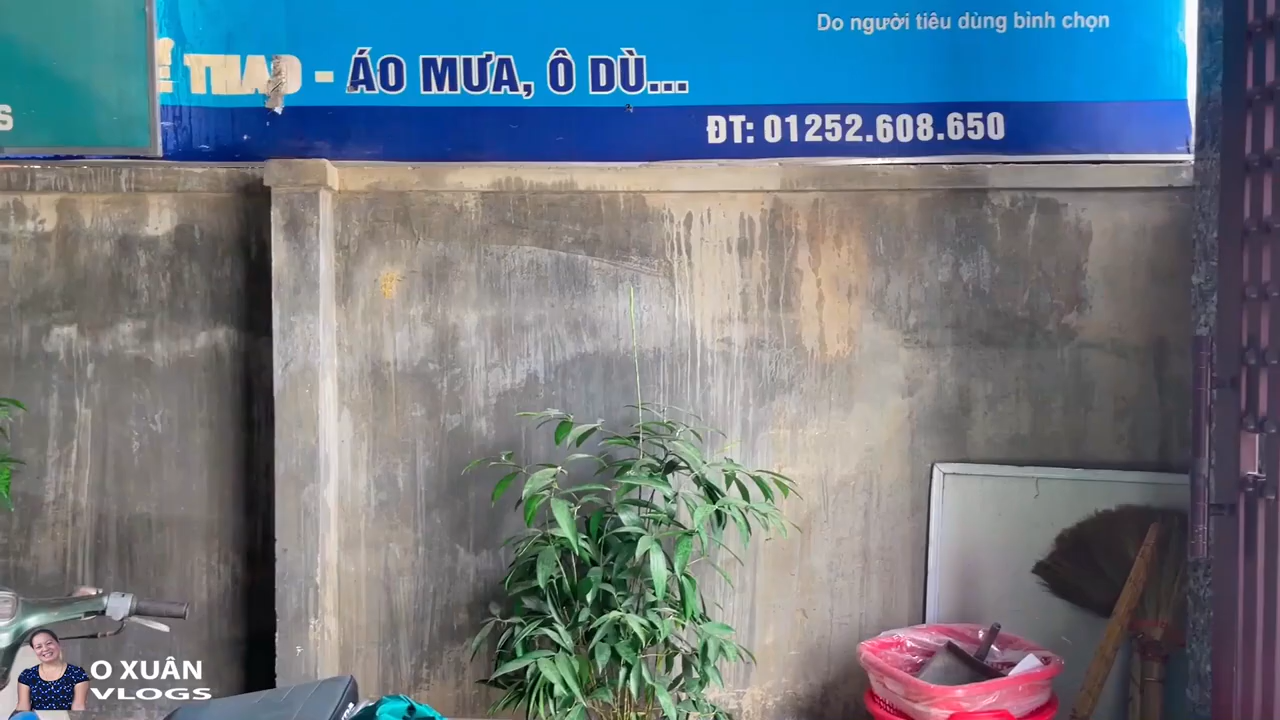 Do người tiêu dùng bình chọn
THAO - ÁO MƯA, Ô DÙ...
ĐT: 01252.608.650
O XUÂN
VLOGS